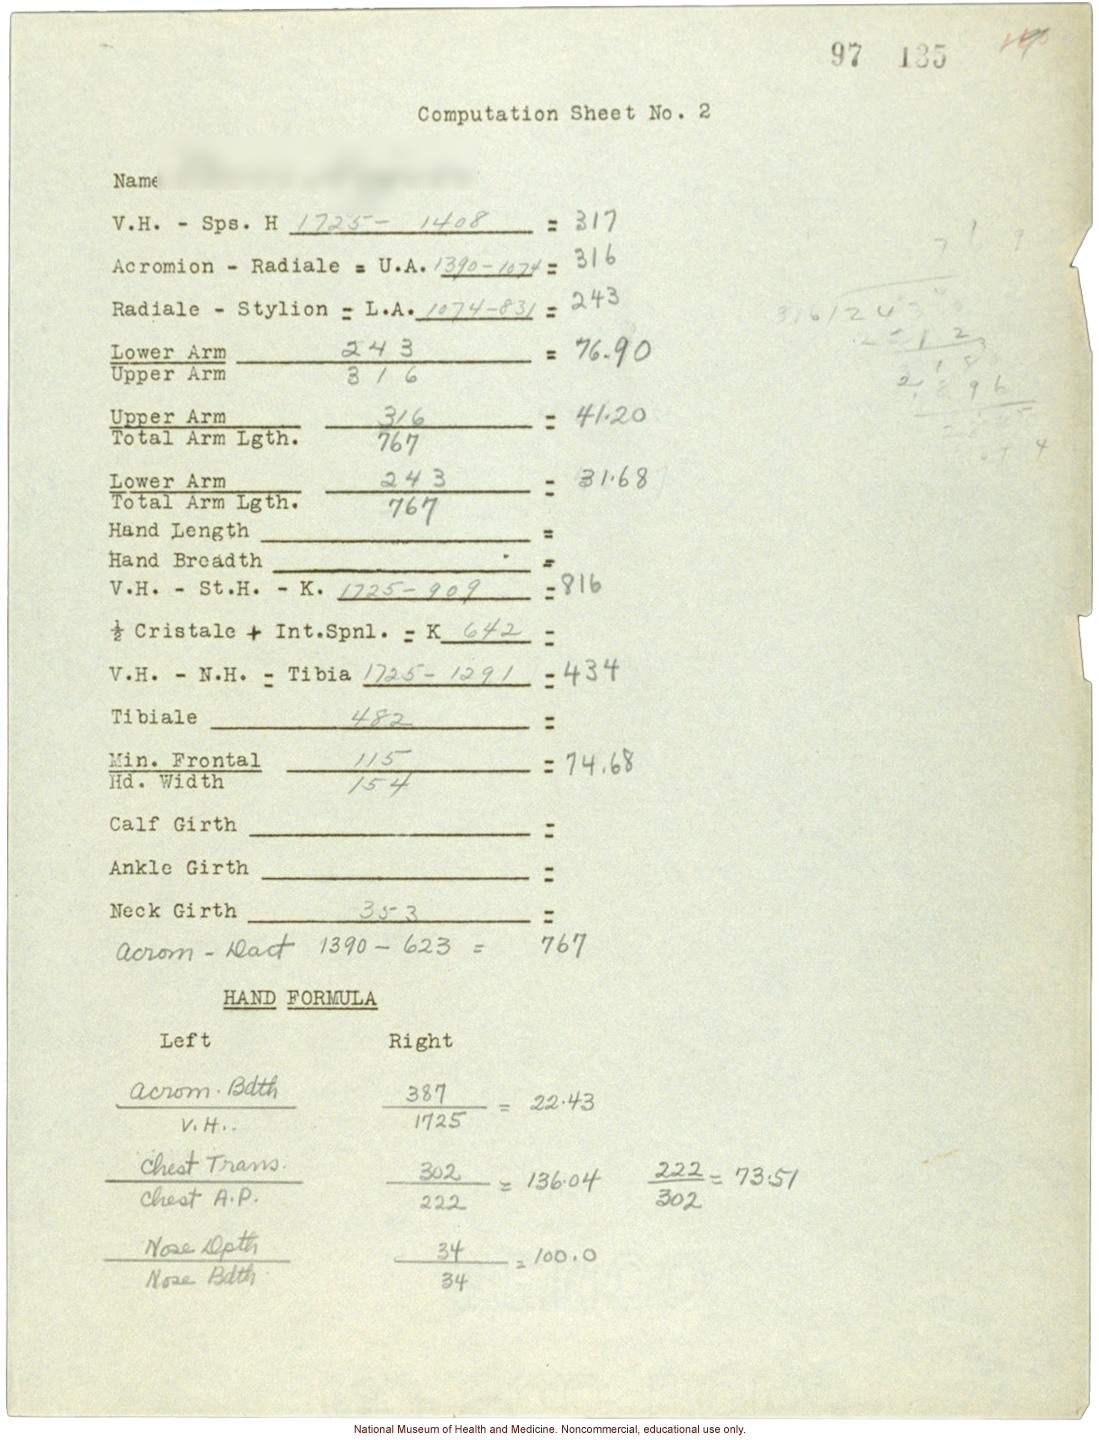 97 135
Computation Sheet No. 2
Name
V.H. - Sps. H 1725- 1408 = 317
Acromion - Radiale = U.A. 1390-1074 = 316
Radiale - Stylion = L.A. 1074-831 = 243
Lower Arm 243 = 76.90
Upper Arm 316
Upper Arm 316 = 41.20
Total Arm Lgth. 767
Lower Arm 243 = 31.68
Total Arm Lgth. 767
Hand Length =
Hand Breadth =
V.H. - St.H. - K. 1725-909 = 816
½ Cristale + Int.Spnl. = K 642 =
V.H. - N.H. = Tibia 1725- 1291 = 434
Tibiale 482 =
Min. Frontal 115 = 74.68
Hd. Width 154
Calf Girth =
Ankle Girth =
Neck Girth 353 =
Acrom - Dact 1390 - 623 = 767
HAND FORMULA
Left Right
Acrom. Bdth 387 = 22.43
V.H.. 1725
Chest Trans. 302 = 136.04 222 = 73.51
Chest A.P. 222 302
Nose Dpth 34 = 100.0
Nose Bdth 34
National Museum of Health and Medicine. Noncommercial, educational use only.